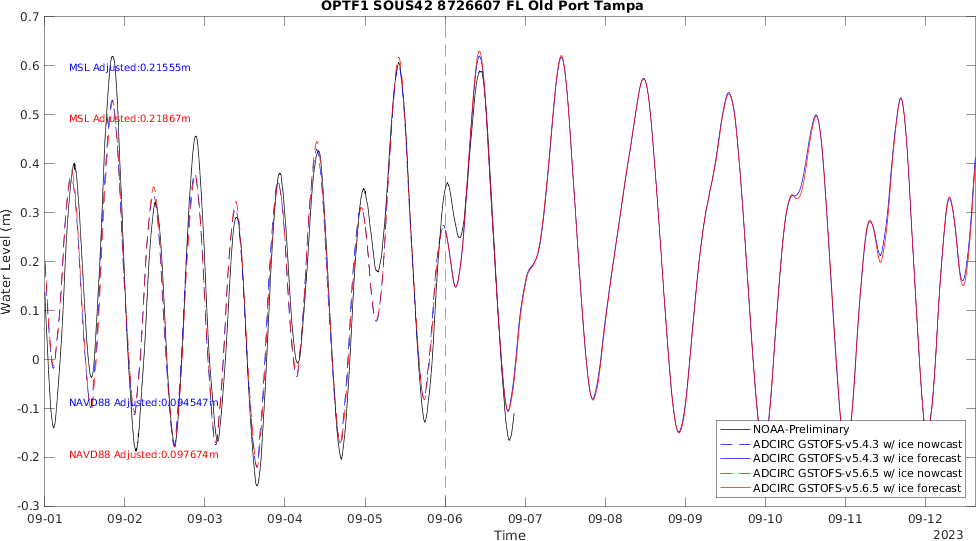 OPTF1 SOUS42 8726607 FL Old Port Tampa
0.7
0.6
0.5
0.4
0.3
0.2
0.1
0
-0.1
-0.2
-0.3
Water Level (m)
MSL Adjusted:0.21555m
MSL Adjusted:0.21867m
NAVD88 Adjusted:0.094547m
NAVD88 Adjusted:0.097674m
NOAA-Preliminary
ADCIRC GSTOFS-v5.4.3 w/ ice nowcast
ADCIRC GSTOFS-v5.4.3 w/ ice forecast
ADCIRC GSTOFS-v5.6.5 w/ ice nowcast
ADCIRC GSTOFS-v5.6.5 w/ ice forecast
09-01 09-02 09-03 09-04 09-05 09-06 09-07 09-08 09-09 09-10 09-11 09-12
Time
2023